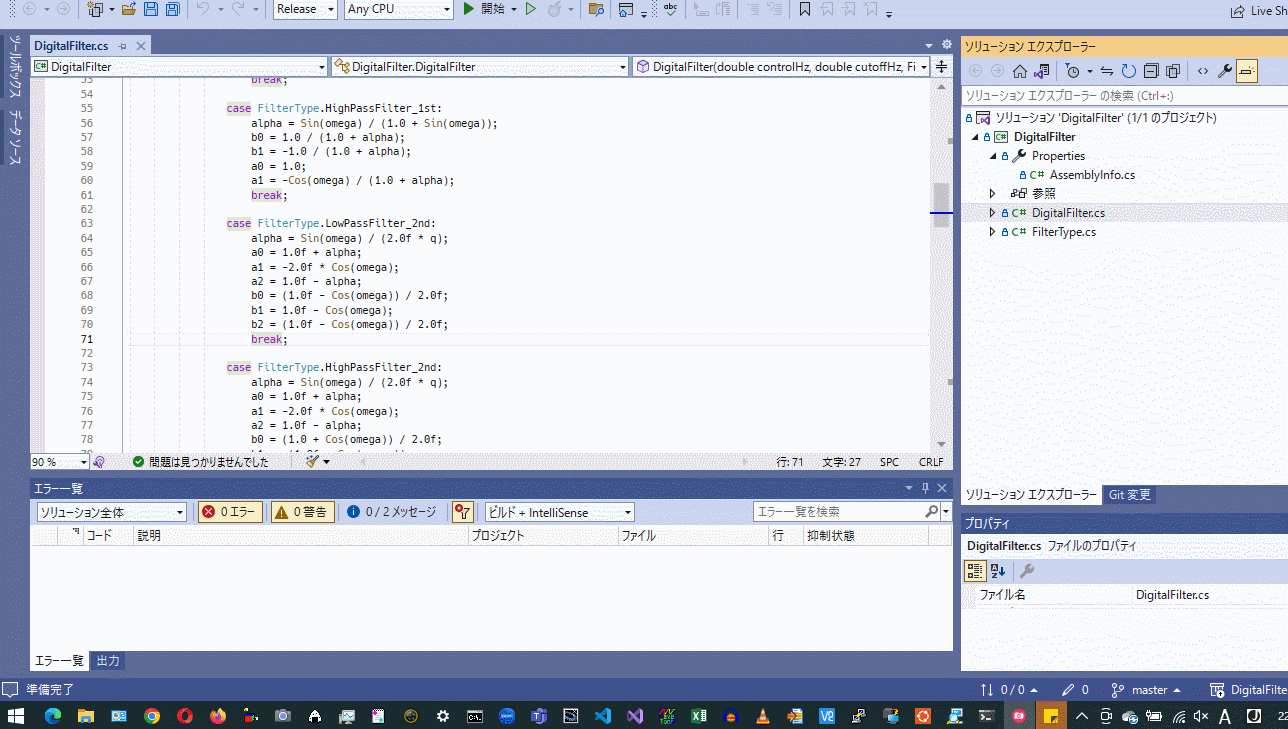 Release
Any CPU
開始
Live Sh
ツールボックス
データ ソース
DigitalFilter.cs
DigitalFilter
DigitalFilter.DigitalFilter
DigitalFilter(double controlHz, double cutoffHz, Fi
53 break;
54
55 case FilterType.HighPassFilter_1st:
56 alpha = Sin(omega) / (1.0 + Sin(omega));
57 b0 = 1.0 / (1.0 + alpha);
58 b1 = -1.0 / (1.0 + alpha);
59 a0 = 1.0;
60 a1 = -Cos(omega) / (1.0 + alpha);
61 break;
62
63 case FilterType.LowPassFilter_2nd:
64 alpha = Sin(omega) / (2.0f * q);
65 a0 = 1.0f + alpha;
66 a1 = -2.0f * Cos(omega);
67 a2 = 1.0f - alpha;
68 b0 = (1.0f - Cos(omega)) / 2.0f;
69 b1 = 1.0f - Cos(omega);
70 b2 = (1.0f - Cos(omega)) / 2.0f;
71 break;
72
73 case FilterType.HighPassFilter_2nd:
74 alpha = Sin(omega) / (2.0f * q);
75 a0 = 1.0f + alpha;
76 a1 = -2.0f * Cos(omega);
77 a2 = 1.0f - alpha;
78 b0 = (1.0 + Cos(omega)) / 2.0f;
90 %
問題は見つかりませんでした
行: 71
文字: 27
SPC
CRLF
エラー一覧
ソリューション全体
0 エラー
0 警告
0 / 2 メッセージ
ビルド + IntelliSense
エラー一覧を検索
コード
説明
プロジェクト
ファイル
行
抑制状態
エラー一覧
出力
ソリューション エクスプローラー
ソリューション エクスプローラー の検索 (Ctrl+:)
ソリューション 'DigitalFilter' (1/1 のプロジェクト)
DigitalFilter
Properties
C# AssemblyInfo.cs
参照
C# DigitalFilter.cs
C# FilterType.cs
ソリューション エクスプローラー
Git 変更
プロパティ
DigitalFilter.cs ファイルのプロパティ
ファイル名
DigitalFilter.cs
準備完了
0 / 0
0
master
DigitalFilte
A
22